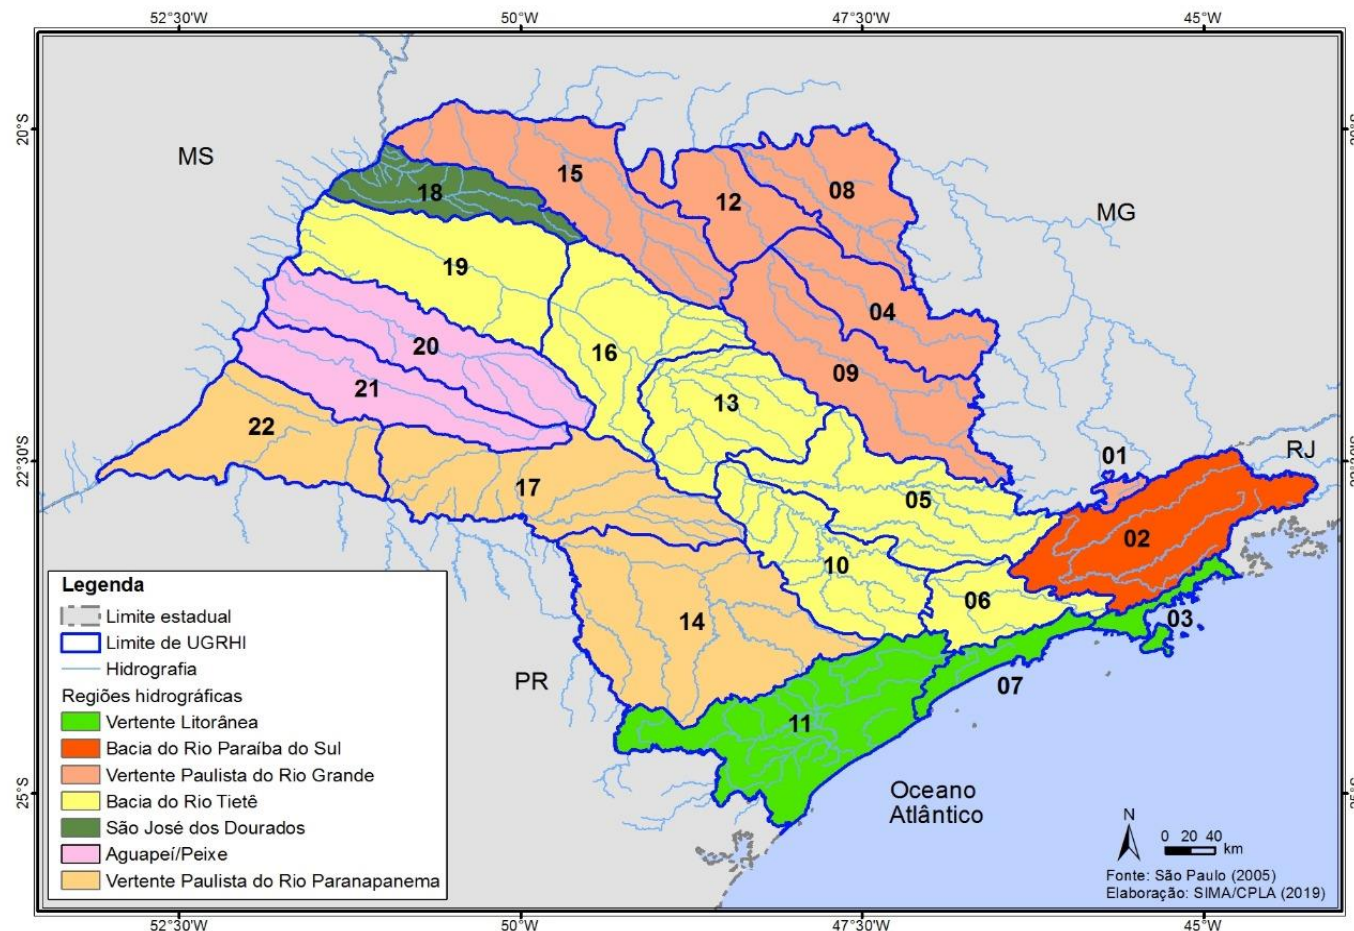 52°30'W
50°W
47°30'W
45°W
20°S
20°S
MS
15
18
12
08
MG
19
04
20
16
09
21
13
22
01
RJ
22°30'S
22°30'S
17
05
02
10
06
14
03
07
PR
11
25°S
25°S
Oceano
Atlântico
Legenda
Limite estadual
Limite de UGRHI
Hidrografia
Regiões hidrográficas
Vertente Litorânea
Bacia do Rio Paraíba do Sul
Vertente Paulista do Rio Grande
Bacia do Rio Tietê
São José dos Dourados
Aguapeí/Peixe
Vertente Paulista do Rio Paranapanema
N
0 20 40
km
Fonte: São Paulo (2005)
Elaboração: SIMA/CPLA (2019)
52°30'W
50°W
47°30'W
45°W